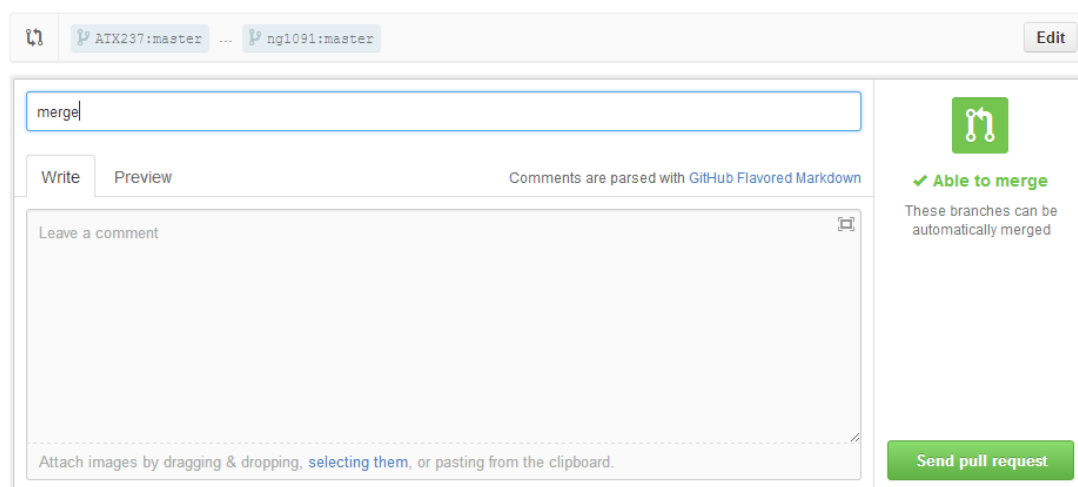 ATX237:master ... ng1091:master Edit
merge
Write Preview Comments are parsed with GitHub Flavored Markdown
Leave a comment
Attach images by dragging & dropping, selecting them, or pasting from the clipboard.
✔ Able to merge
These branches can be
automatically merged
Send pull request